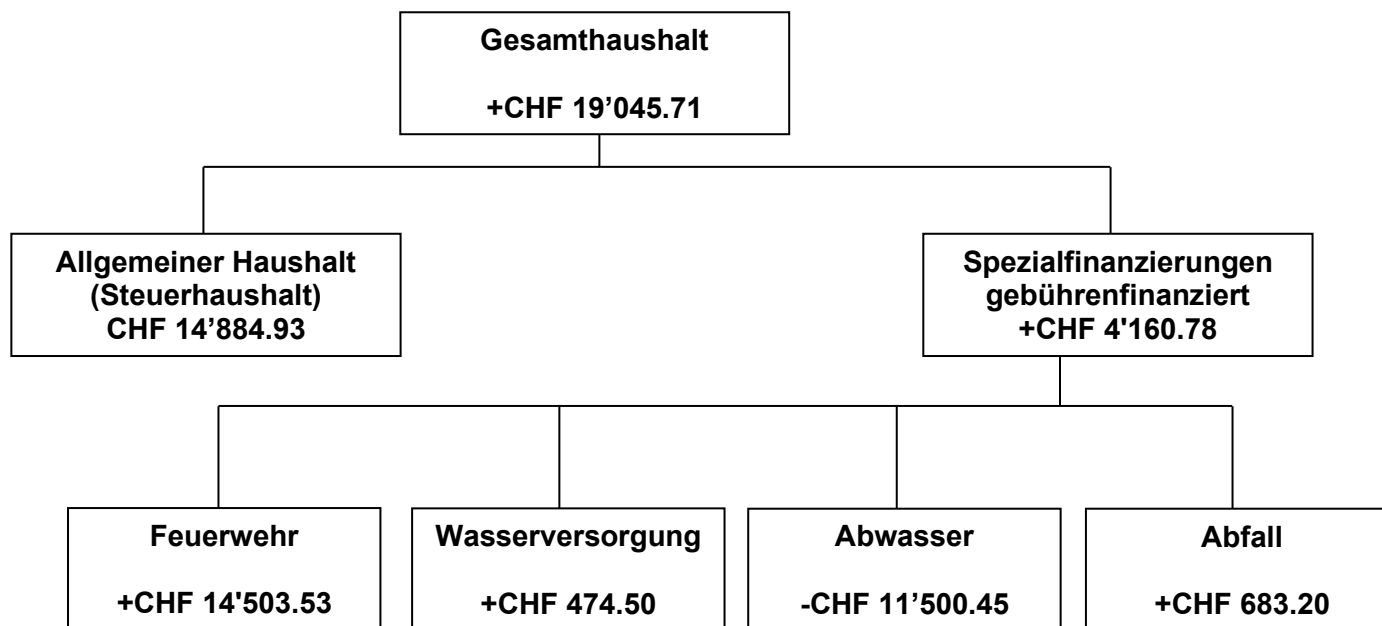 Gesamthaushalt
+CHF 19’045.71
Allgemeiner Haushalt
(Steuerhaushalt)
CHF 14’884.93
Spezialfinanzierungen
gebührenfinanziert
+CHF 4'160.78
Feuerwehr
+CHF 14'503.53
Wasserversorgung
+CHF 474.50
Abwasser
-CHF 11’500.45
Abfall
+CHF 683.20